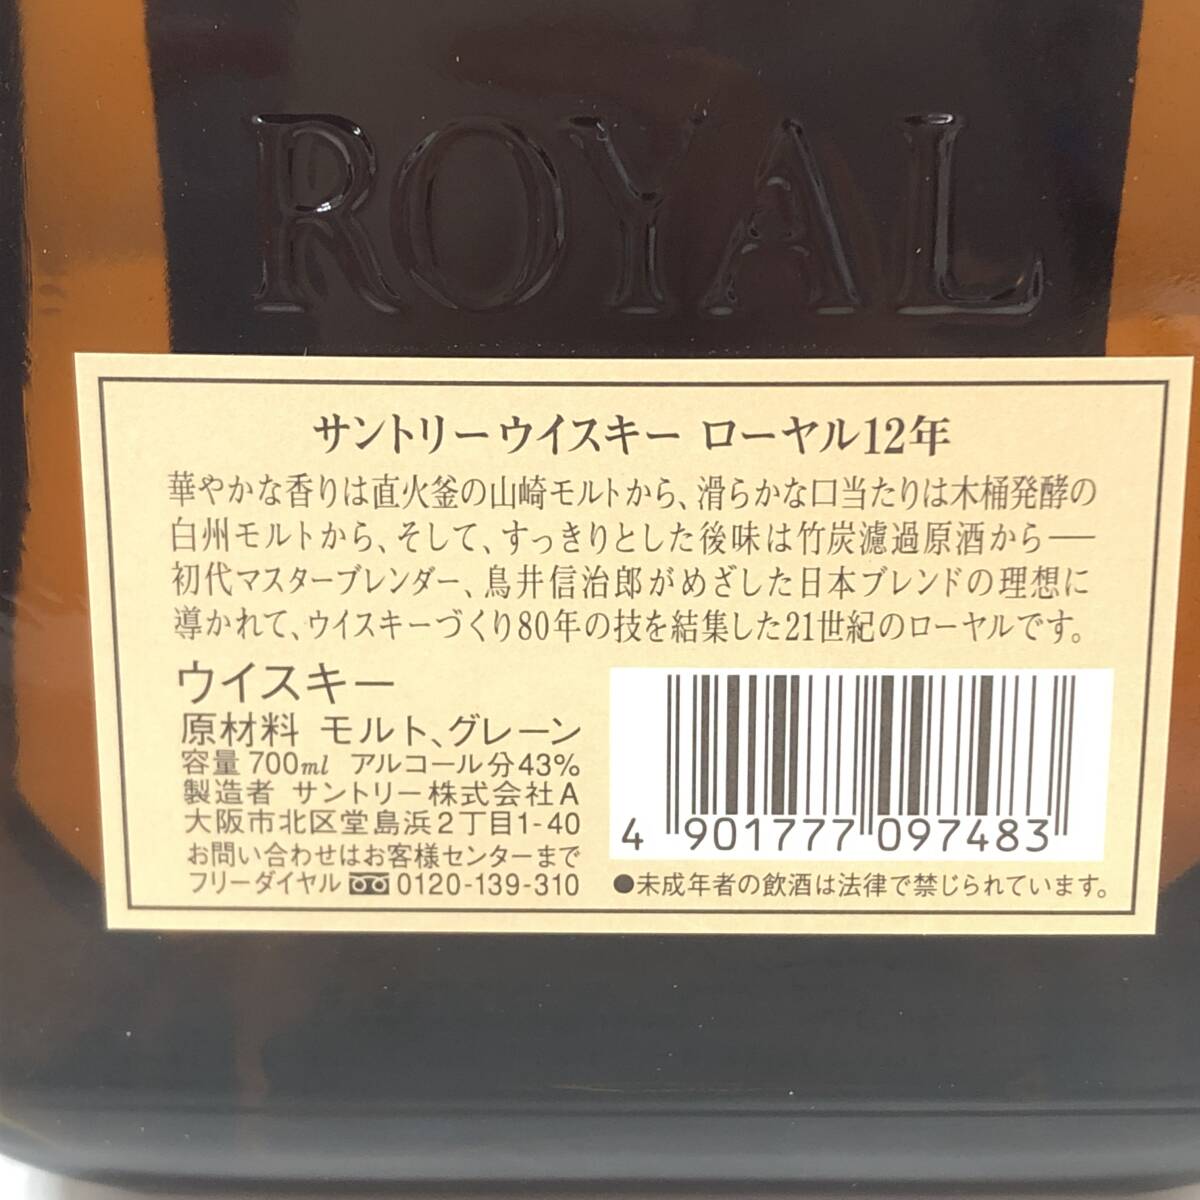 ROYAL
サントリーウイスキー ローヤル12年
華やかな香りは直火釜の山崎モルトから、滑らかな口当たりは木桶発酵の
白州モルトから、そして、すっきりとした後味は竹炭濾過原酒から──
初代マスターブレンダー、鳥井信治郎がめざした日本ブレンドの理想に
導かれて、ウイスキーづくり80年の技を結集した21世紀のローヤルです。
ウイスキー
原材料 モルト、グレーン
容量 700ml アルコール分43%
製造者 サントリー株式会社A
大阪市北区堂島浜2丁目1-40
お問い合わせはお客様センターまで
フリーダイヤル 0120-139-310
4 901777 097483
●未成年者の飲酒は法律で禁じられています。